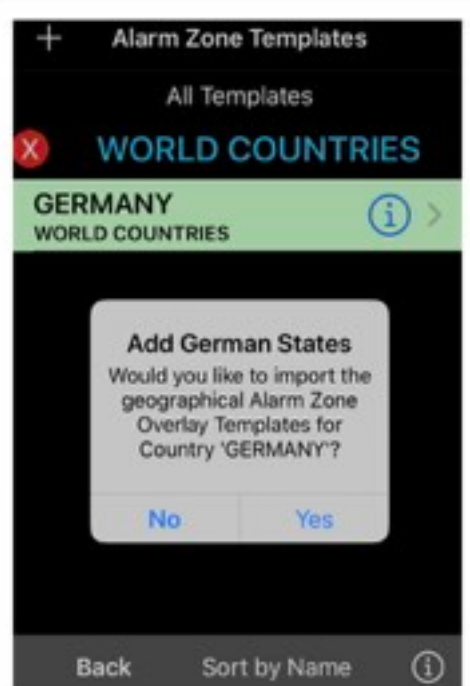 + Alarm Zone Templates
All Templates
X WORLD COUNTRIES
GERMANY
WORLD COUNTRIES
Add German States
Would you like to import the
geographical Alarm Zone
Overlay Templates for
Country 'GERMANY'?
No Yes
Back Sort by Name